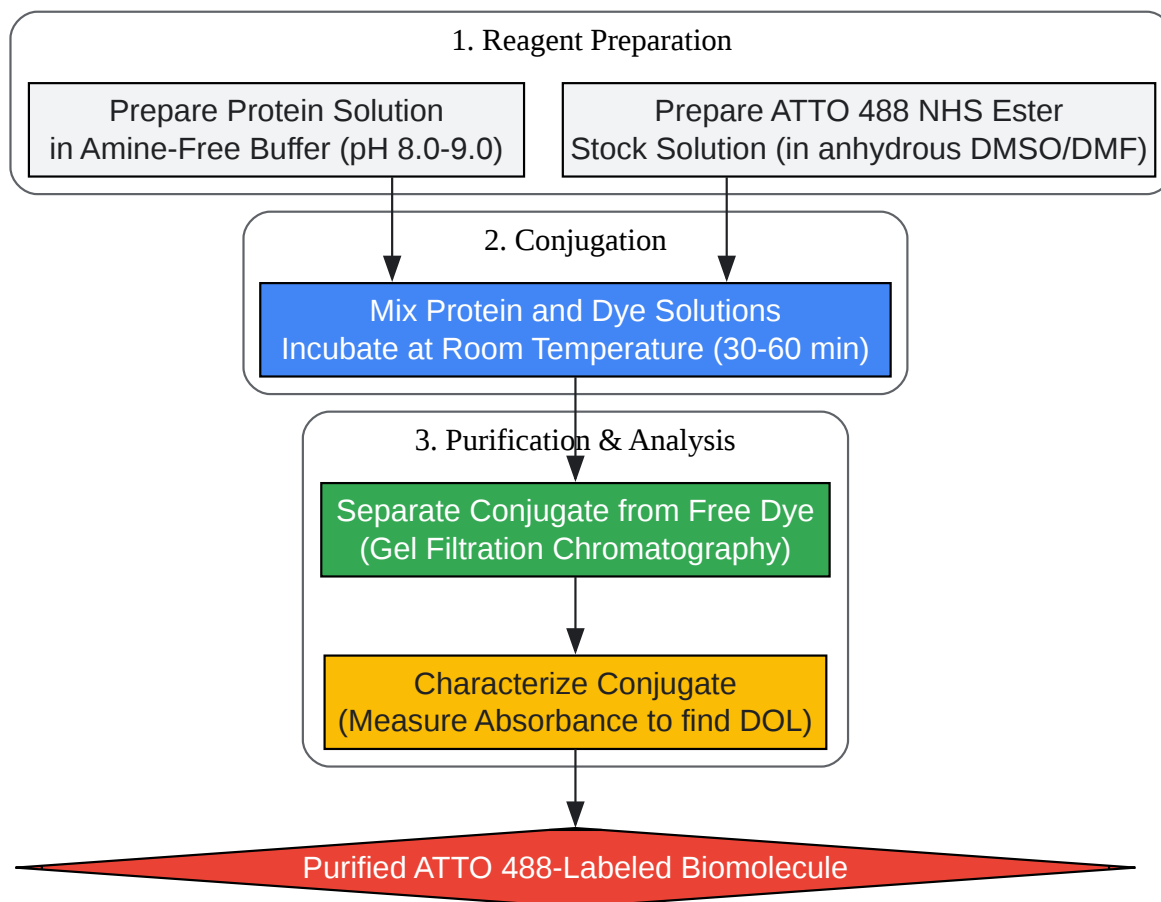 1. Reagent Preparation
Prepare Protein Solution
in Amine-Free Buffer (pH 8.0-9.0)
Prepare ATTO 488 NHS Ester
Stock Solution (in anhydrous DMSO/DMF)
2. Conjugation
Mix Protein and Dye Solutions
Incubate at Room Temperature (30-60 min)
3. Purification & Analysis
Separate Conjugate from Free Dye
(Gel Filtration Chromatography)
Characterize Conjugate
(Measure Absorbance to find DOL)
Purified ATTO 488-Labeled Biomolecule